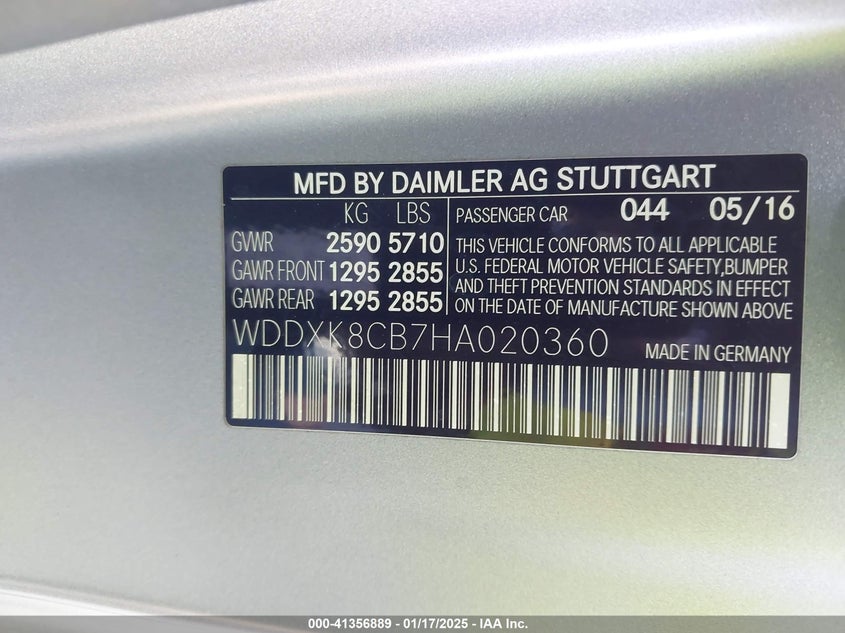 MFD BY DAIMLER AG STUTTGART
KG LBS
GVWR 2590 5710
GAWR FRONT 1295 2855
GAWR REAR 1295 2855
PASSENGER CAR 044 05/16
THIS VEHICLE CONFORMS TO ALL APPLICABLE
U.S. FEDERAL MOTOR VEHICLE SAFETY,BUMPER
AND THEFT PREVENTION STANDARDS IN EFFECT
ON THE DATE OF MANUFACTURE SHOWN ABOVE
WDDXK8CB7HA020360
MADE IN GERMANY
000-41356889 - 01/17/2025 - IAA Inc.